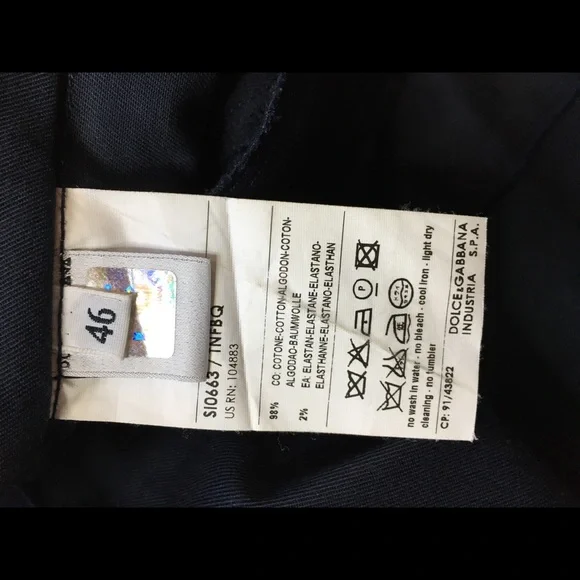 46
SI0663 / INFBQ
US RN: 104883
98% CO: COTONE-COTTON-ALGODON-COTON-
ALGODAO-BAUMWOLLE
2% EA: ELASTAN-ELASTANE-ELASTANO-
ELASTHANNE-ELASTANO-ELASTHAN
P
no wash in water - no bleach - cool iron - light dry
cleaning - no tumbler
CP: 91/43822
DOLCE&GABBANA
INDUSTRIA S.P.A.